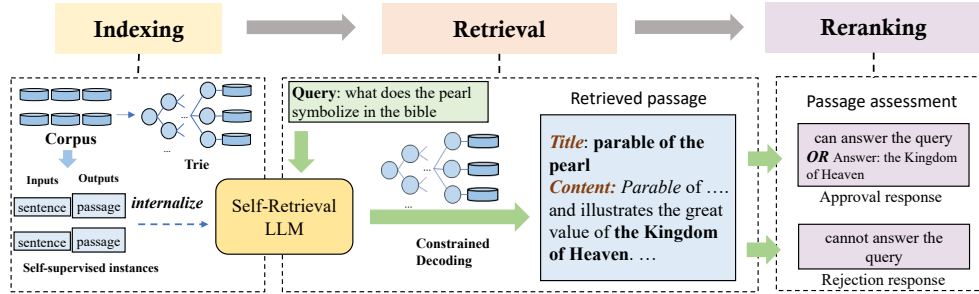 Indexing
Retrieval
Reranking
Corpus
Trie
...
...
Inputs
Outputs
sentence
passage
internalize
sentence
passage
Self-supervised instances
Query: what does the pearl
symbolize in the bible
Self-Retrieval
LLM
...
...
Constrained
Decoding
Retrieved passage
Title: parable of the
pearl
Content: Parable of ….
and illustrates the great
value of the Kingdom
of Heaven. …
Passage assessment
can answer the query
OR Answer: the Kingdom
of Heaven
Approval response
cannot answer the
query
Rejection response